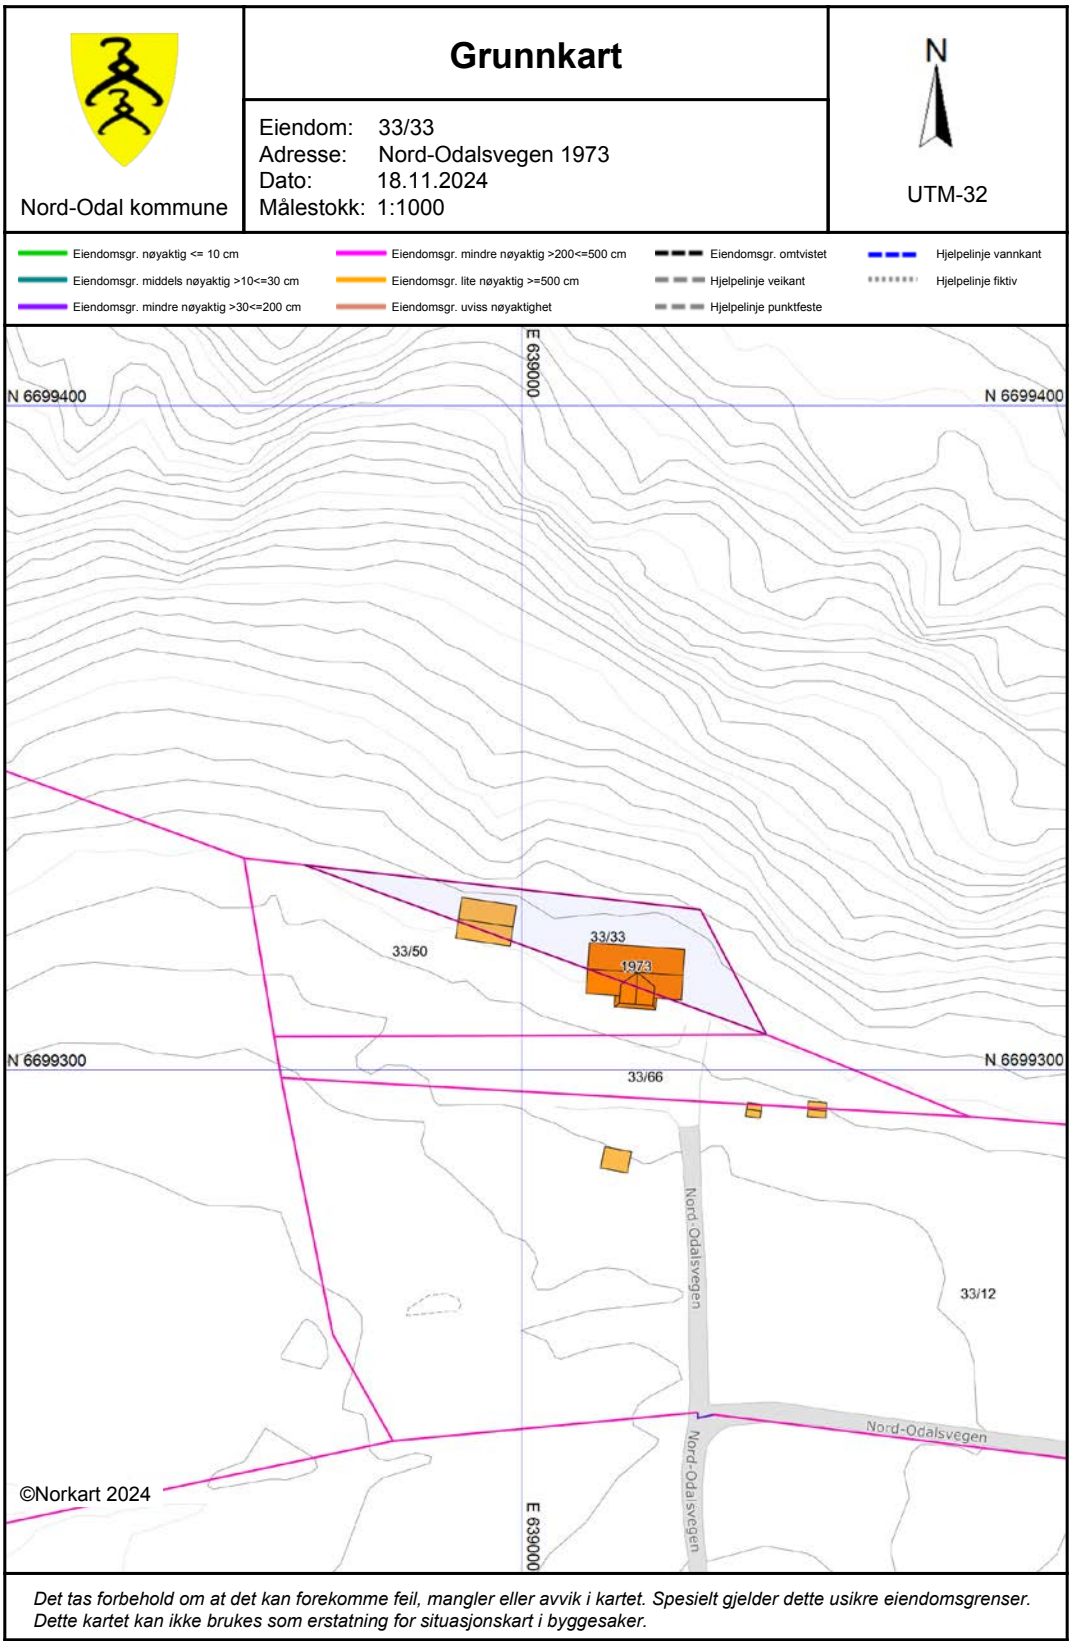 Grunnkart
N
Nord-Odal kommune
Eiendom: 33/33
Adresse: Nord-Odalsvegen 1973
Dato: 18.11.2024
Målestokk: 1:1000
UTM-32
Eiendomsgr. nøyaktig <= 10 cm
Eiendomsgr. middels nøyaktig >10<=30 cm
Eiendomsgr. mindre nøyaktig >30<=200 cm
Eiendomsgr. mindre nøyaktig >200<=500 cm
Eiendomsgr. lite nøyaktig >=500 cm
Eiendomsgr. uviss nøyaktighet
Eiendomsgr. omtvistet
Hjelpelinje veikant
Hjelpelinje punktfeste
Hjelpelinje vannkant
Hjelpelinje fiktiv
E 639000
N 6699400
N 6699400
33/33
33/50
1973
N 6699300
N 6699300
33/66
Nord-Odalsvegen
33/12
Nord-Odalsvegen
Nord-Odalsvegen
©Norkart 2024
E 639000
Det tas forbehold om at det kan forekomme feil, mangler eller avvik i kartet. Spesielt gjelder dette usikre eiendomsgrenser.
Dette kartet kan ikke brukes som erstatning for situasjonskart i byggesaker.